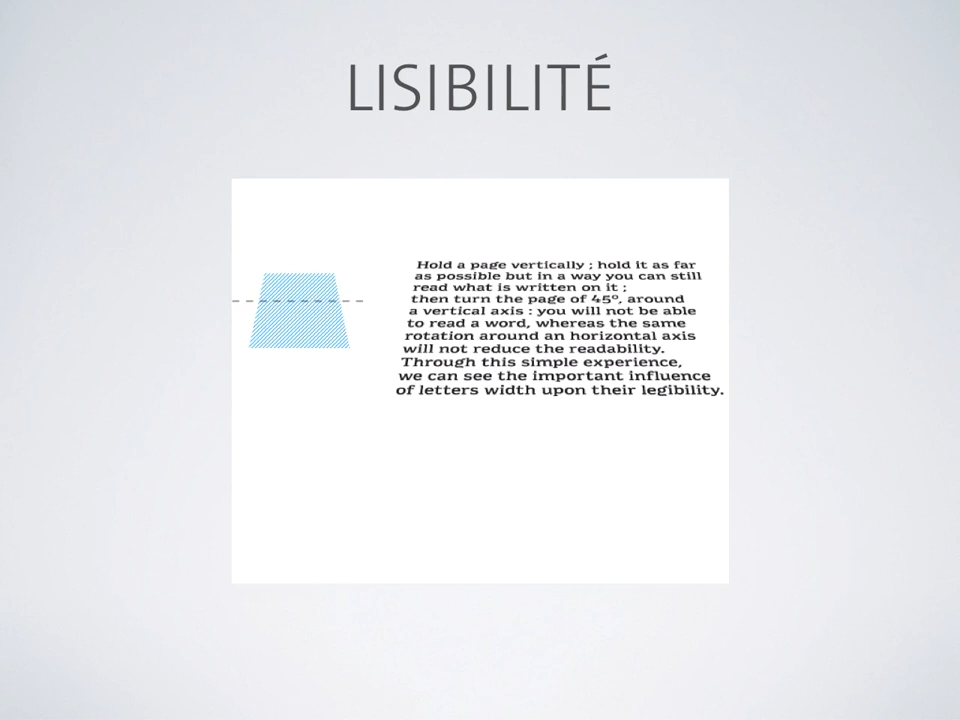 LISIBILITÉ
Hold a page vertically ; hold it as far
as possible but in a way you can still
read what is written on it ;
then turn the page of 45°, around
a vertical axis : you will not be able
to read a word, whereas the same
rotation around an horizontal axis
will not reduce the readability.
Through this simple experience,
we can see the important influence
of letters width upon their legibility.